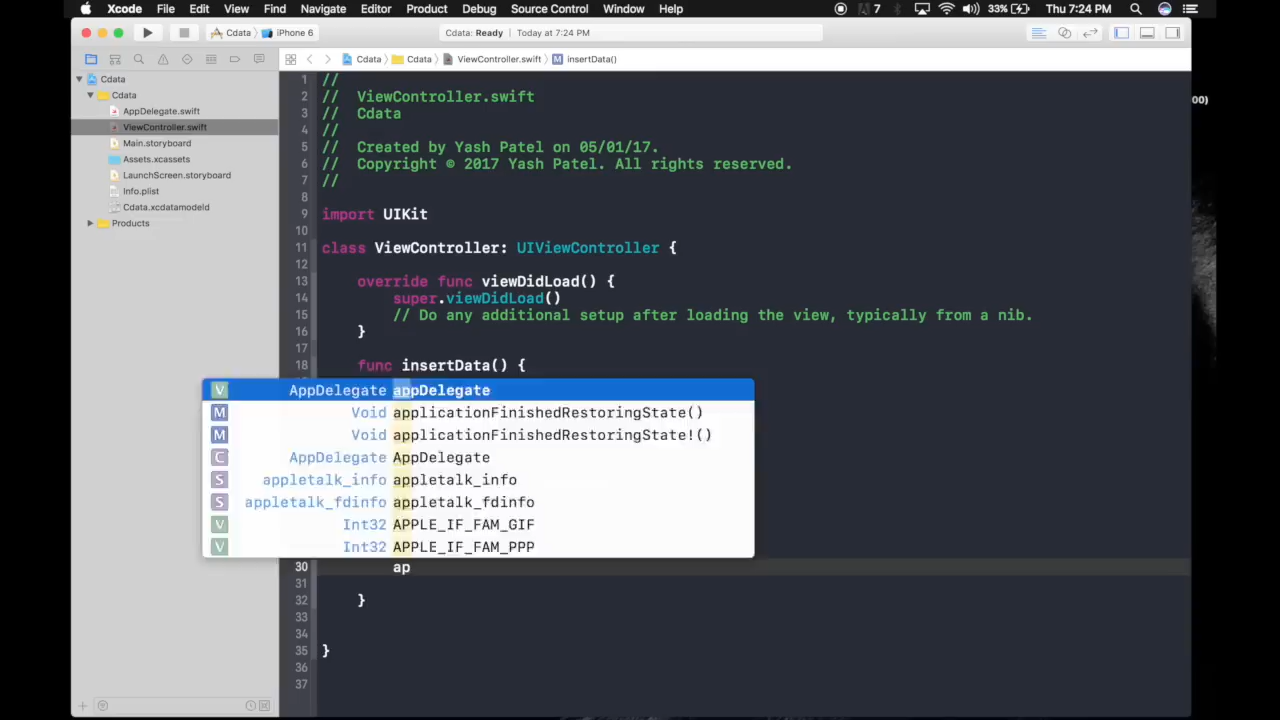 Xcode File Edit View Find Navigate Editor Product Debug Source Control Window Help 7 33% Thu 7:24 PM
Cdata iPhone 6 Cdata: Ready Today at 7:24 PM
Cdata Cdata ViewController.swift M insertData()
Cdata
Cdata
AppDelegate.swift
ViewController.swift
Main.storyboard
Assets.xcassets
LaunchScreen.storyboard
Info.plist
Cdata.xcdatamodeld
Products
00)
1 //
2 // ViewController.swift
3 // Cdata
4 //
5 // Created by Yash Patel on 05/01/17.
6 // Copyright © 2017 Yash Patel. All rights reserved.
7 //
8
9 import UIKit
10
11 class ViewController: UIViewController {
12
13 override func viewDidLoad() {
14 super.viewDidLoad()
15 // Do any additional setup after loading the view, typically from a nib.
16 }
17
18 func insertData() {
V AppDelegate appDelegate
M Void applicationFinishedRestoringState()
M Void applicationFinishedRestoringState!()
C AppDelegate AppDelegate
S appletalk_info appletalk_info
S appletalk_fdinfo appletalk_fdinfo
V Int32 APPLE_IF_FAM_GIF
V Int32 APPLE_IF_FAM_PPP
30 ap
31
32 }
33
34
35 }
36
37